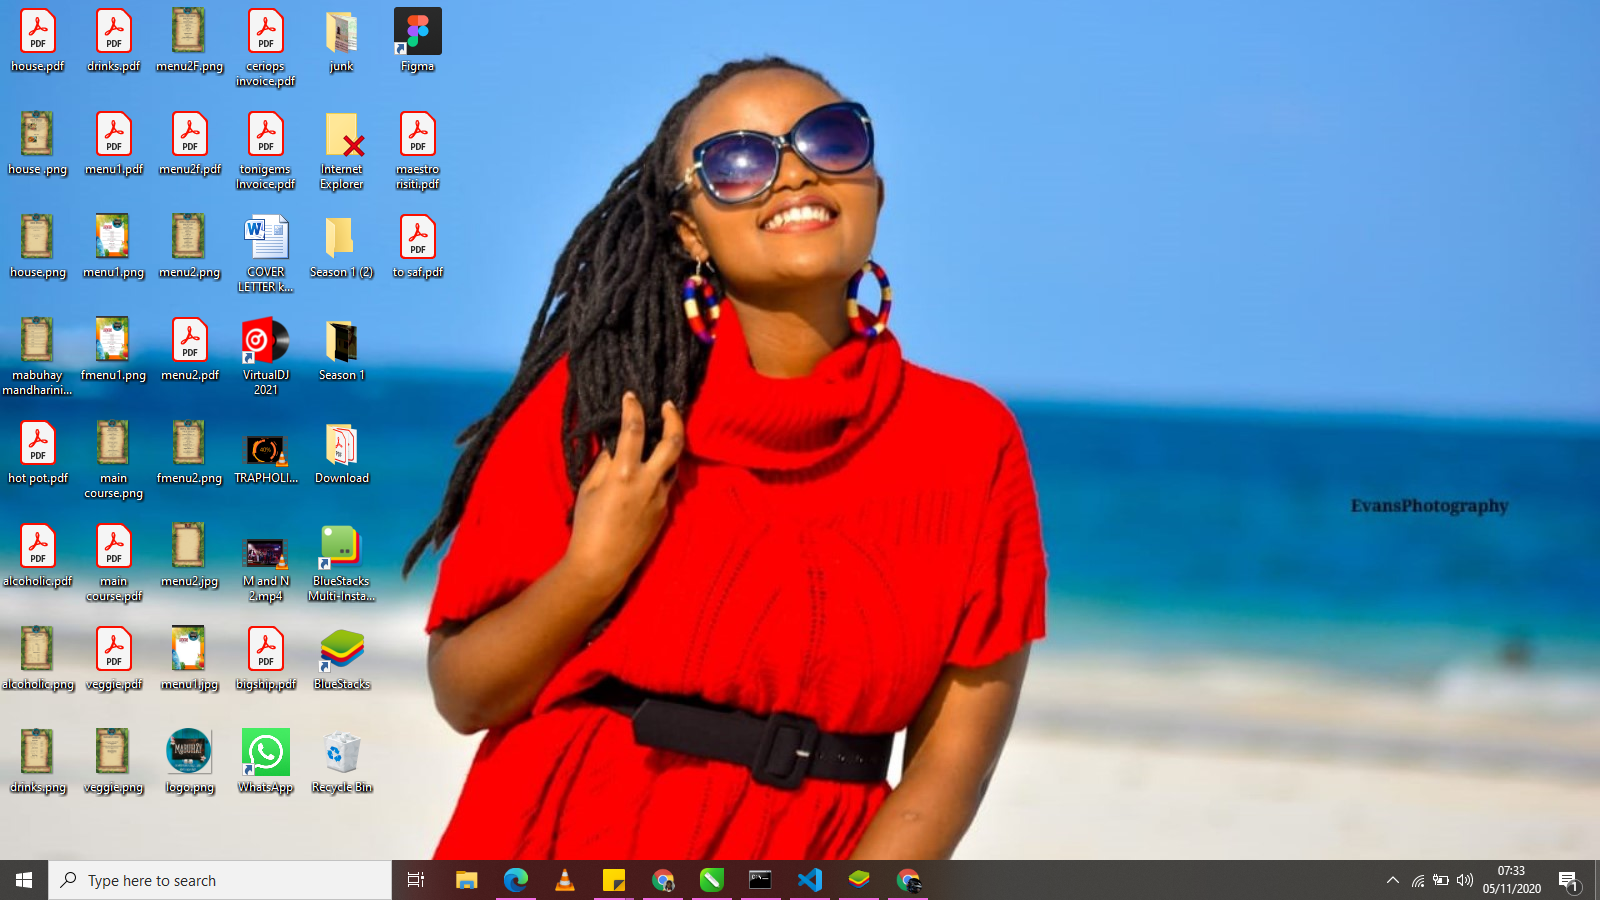 house.pdf
drinks.pdf
menu2F.png
ceriops
invoice.pdf
junk
Figma
house .png
menu1.pdf
menu2f.pdf
tonigems
Invoice.pdf
Internet
Explorer
maestro
risiti.pdf
house.png
menu1.png
menu2.png
COVER
LETTER k...
Season 1 (2)
to saf.pdf
mabuhay
mandharini...
fmenu1.png
menu2.pdf
VirtualDJ
2021
Season 1
hot pot.pdf
main
course.png
fmenu2.png
TRAPHOLI...
Download
alcoholic.pdf
main
course.pdf
menu2.jpg
M and N
2.mp4
BlueStacks
Multi-Insta...
alcoholic.png
veggie.pdf
menu1.jpg
bigship.pdf
BlueStacks
drinks.png
veggie.png
logo.png
WhatsApp
Recycle Bin
EvansPhotography
Type here to search
07:33
05/11/2020
1